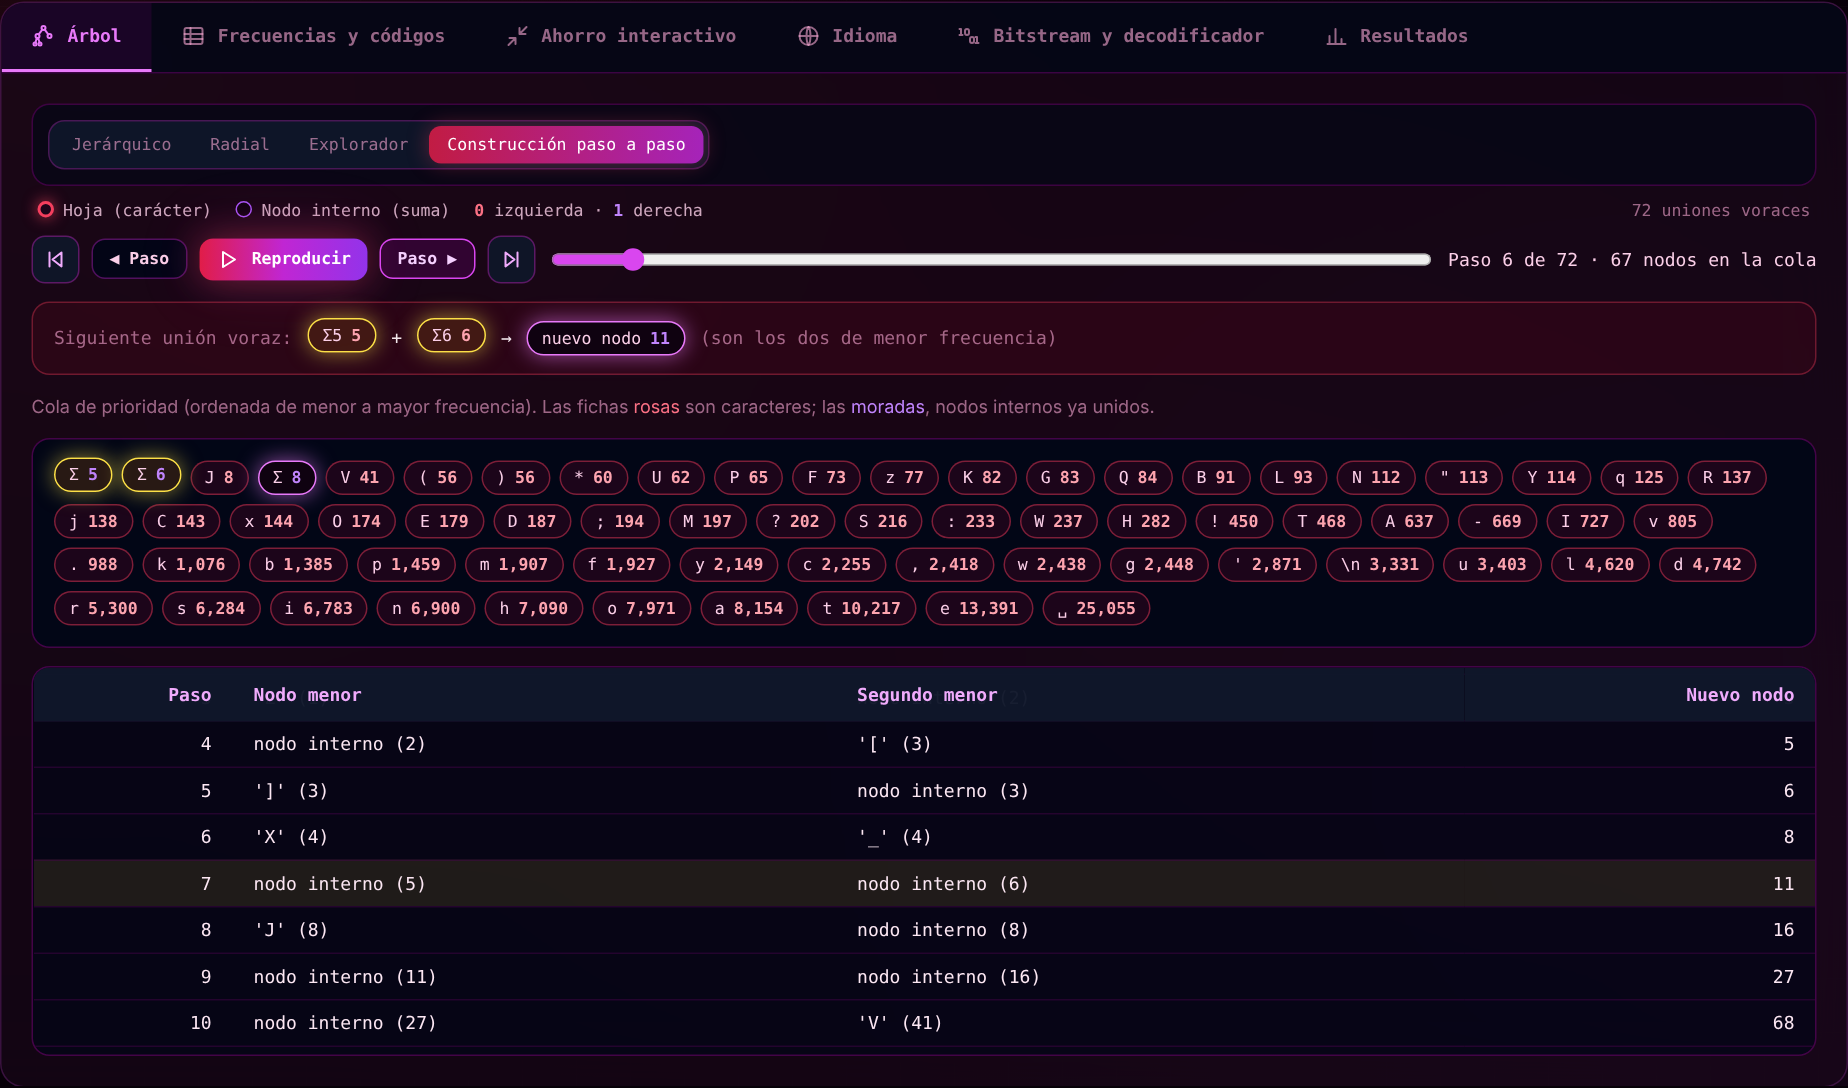 Árbol Frecuencias y códigos Ahorro interactivo Idioma Bitstream y decodificador Resultados
Jerárquico Radial Explorador Construcción paso a paso
Hoja (carácter) Nodo interno (suma) 0 izquierda · 1 derecha 72 uniones voraces
◀ Paso Reproducir Paso ▶ Paso 6 de 72 · 67 nodos en la cola
Siguiente unión voraz: Σ5 5 + Σ6 6 → nuevo nodo 11 (son los dos de menor frecuencia)
Cola de prioridad (ordenada de menor a mayor frecuencia). Las fichas rosas son caracteres; las moradas, nodos internos ya unidos.
Σ 5 Σ 6 J 8 Σ 8 V 41 ( 56 ) 56 * 60 U 62 P 65 F 73 z 77 K 82 G 83 Q 84 B 91 L 93 N 112 " 113 Y 114 q 125 R 137
j 138 C 143 x 144 O 174 E 179 D 187 ; 194 M 197 ? 202 S 216 : 233 W 237 H 282 ! 450 T 468 A 637 - 669 I 727 v 805
. 988 k 1,076 b 1,385 p 1,459 m 1,907 f 1,927 y 2,149 c 2,255 , 2,418 w 2,438 g 2,448 ' 2,871 \n 3,331 u 3,403 l 4,620 d 4,742
r 5,300 s 6,284 i 6,783 n 6,900 h 7,090 o 7,971 a 8,154 t 10,217 e 13,391 ␣ 25,055
Paso Nodo menor Segundo menor Nuevo nodo
4 nodo interno (2) '[' (3) 5
5 ']' (3) nodo interno (3) 6
6 'X' (4) '_' (4) 8
7 nodo interno (5) nodo interno (6) 11
8 'J' (8) nodo interno (8) 16
9 nodo interno (11) nodo interno (16) 27
10 nodo interno (27) 'V' (41) 68